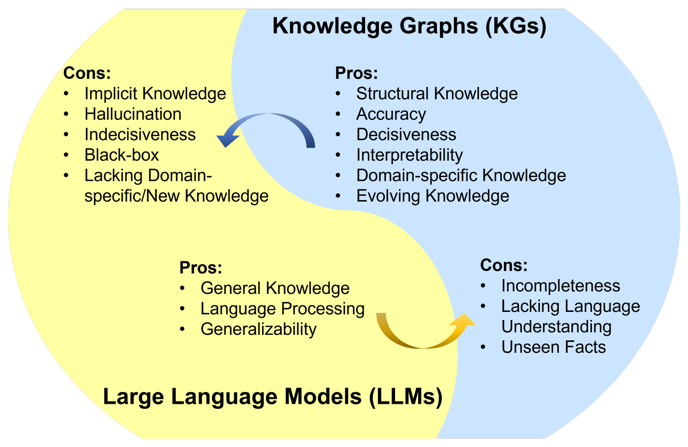 Knowledge Graphs (KGs)
Cons:
• Implicit Knowledge
• Hallucination
• Indecisiveness
• Black-box
• Lacking Domain-
specific/New Knowledge
Pros:
• Structural Knowledge
• Accuracy
• Decisiveness
• Interpretability
• Domain-specific Knowledge
• Evolving Knowledge
Pros:
• General Knowledge
• Language Processing
• Generalizability
Cons:
• Incompleteness
• Lacking Language
Understanding
• Unseen Facts
Large Language Models (LLMs)